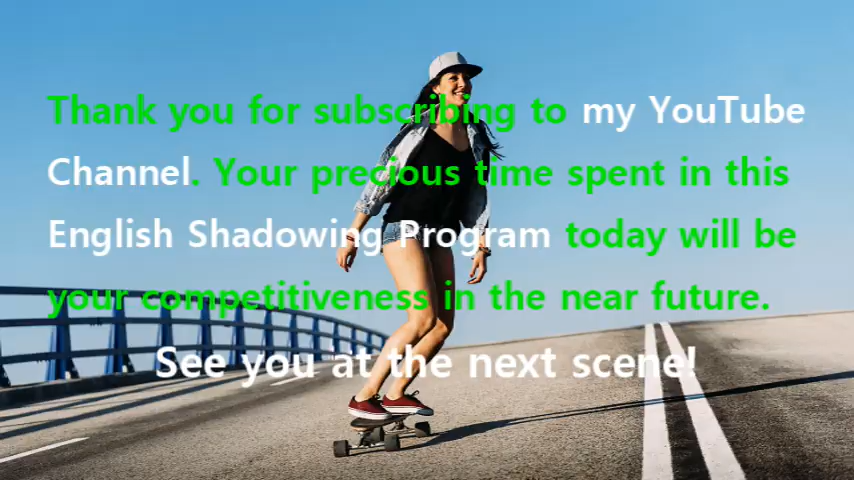 Thank you for subscribing to my YouTube
Channel. Your precious time spent in this
English Shadowing Program today will be
your competitiveness in the near future.
See you at the next scene!